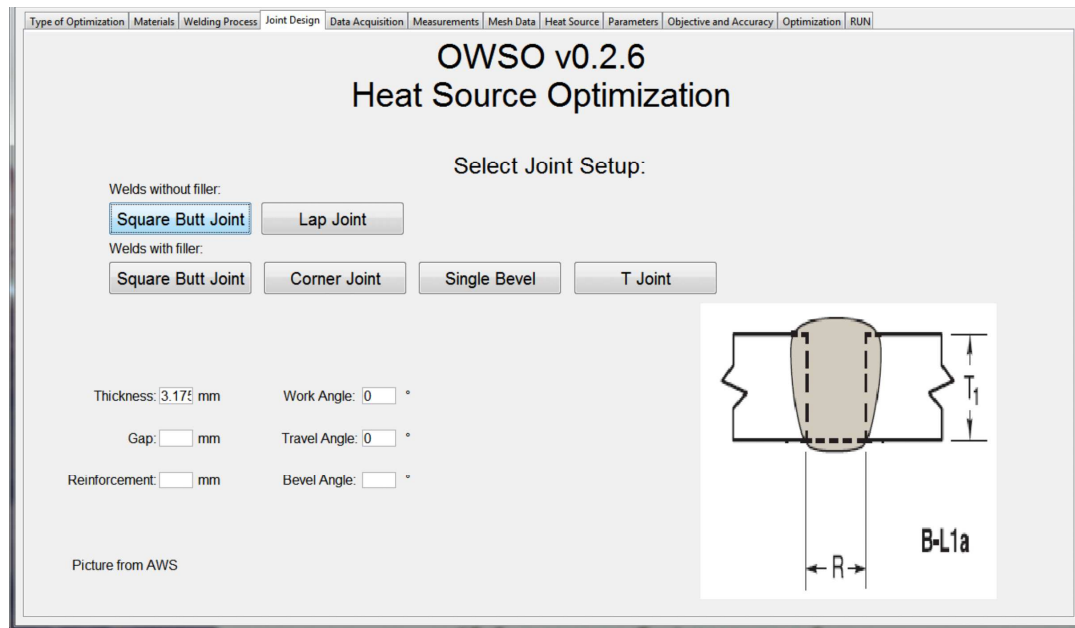 Type of Optimization Materials Welding Process Joint Design Data Acquisition Measurements Mesh Data Heat Source Parameters Objective and Accuracy Optimization RUN
OWSO v0.2.6
Heat Source Optimization
Select Joint Setup:
Welds without filler:
Square Butt Joint Lap Joint
Welds with filler:
Square Butt Joint Corner Joint Single Bevel T Joint
Thickness: 3.175 mm Work Angle: 0 °
T1
Gap: mm Travel Angle: 0 °
Reinforcement: mm Bevel Angle: °
B-L1a
Picture from AWS
R